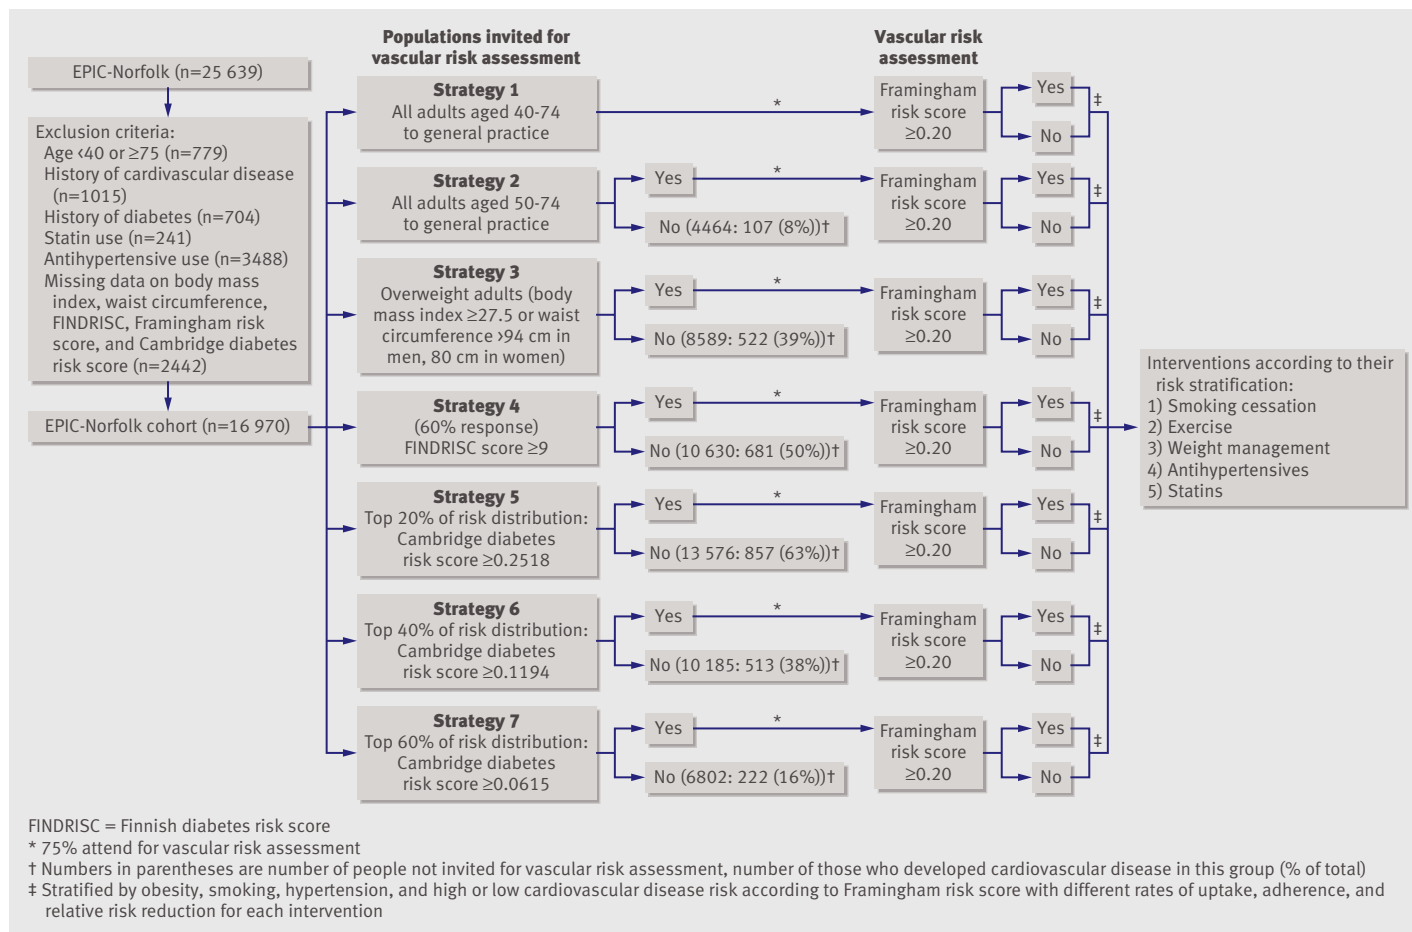 Populations invited for
vascular risk assessment
Vascular risk
assessment
EPIC-Norfolk (n=25 639)
Exclusion criteria:
Age <40 or ≥75 (n=779)
History of cardivascular disease
(n=1015)
History of diabetes (n=704)
Statin use (n=241)
Antihypertensive use (n=3488)
Missing data on body mass
index, waist circumference,
FINDRISC, Framingham risk
score, and Cambridge diabetes
risk score (n=2442)
EPIC-Norfolk cohort (n=16 970)
Strategy 1
All adults aged 40-74
to general practice
*
Framingham
risk score
≥0.20
Yes
No
‡
Strategy 2
All adults aged 50-74
to general practice
Yes
No (4464: 107 (8%))†
*
Framingham
risk score
≥0.20
Yes
No
‡
Strategy 3
Overweight adults (body
mass index ≥27.5 or waist
circumference >94 cm in
men, 80 cm in women)
Yes
No (8589: 522 (39%))†
*
Framingham
risk score
≥0.20
Yes
No
‡
Strategy 4
(60% response)
FINDRISC score ≥9
Yes
No (10 630: 681 (50%))†
*
Framingham
risk score
≥0.20
Yes
No
‡
Strategy 5
Top 20% of risk distribution:
Cambridge diabetes
risk score ≥0.2518
Yes
No (13 576: 857 (63%))†
*
Framingham
risk score
≥0.20
Yes
No
‡
Strategy 6
Top 40% of risk distribution:
Cambridge diabetes
risk score ≥0.1194
Yes
No (10 185: 513 (38%))†
*
Framingham
risk score
≥0.20
Yes
No
‡
Strategy 7
Top 60% of risk distribution:
Cambridge diabetes
risk score ≥0.0615
Yes
No (6802: 222 (16%))†
*
Framingham
risk score
≥0.20
Yes
No
‡
Interventions according to their
risk stratification:
1) Smoking cessation
2) Exercise
3) Weight management
4) Antihypertensives
5) Statins
FINDRISC = Finnish diabetes risk score
* 75% attend for vascular risk assessment
† Numbers in parentheses are number of people not invited for vascular risk assessment, number of those who developed cardiovascular disease in this group (% of total)
‡ Stratified by obesity, smoking, hypertension, and high or low cardiovascular disease risk according to Framingham risk score with different rates of uptake, adherence, and
relative risk reduction for each intervention